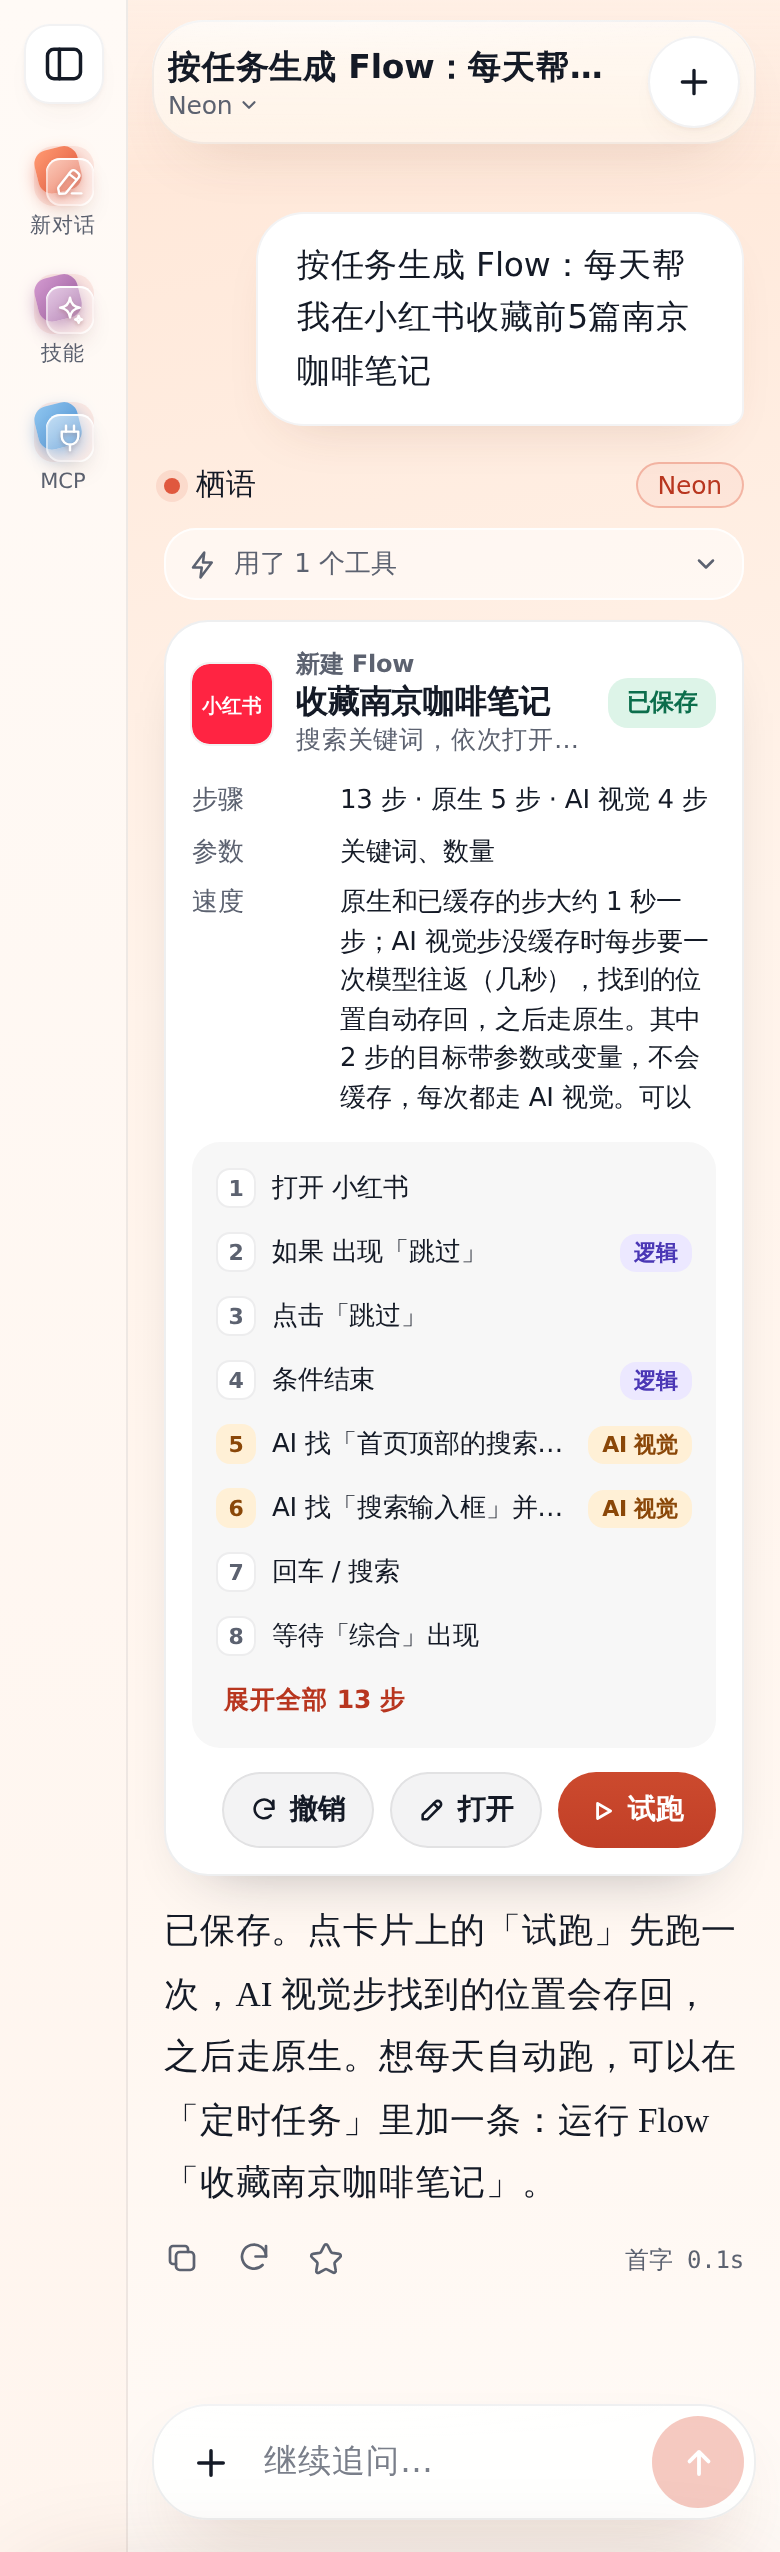 按任务生成 Flow：每天帮...
Neon
新对话
技能
MCP
按任务生成 Flow：每天帮
我在小红书收藏前5篇南京
咖啡笔记
栖语
Neon
用了 1 个工具
小红书
新建 Flow
收藏南京咖啡笔记
搜索关键词，依次打开...
已保存
步骤
13 步 · 原生 5 步 · AI 视觉 4 步
参数
关键词、数量
速度
原生和已缓存的步大约 1 秒一
步；AI 视觉步没缓存时每步要一
次模型往返（几秒），找到的位
置自动存回，之后走原生。其中
2 步的目标带参数或变量，不会
缓存，每次都走 AI 视觉。可以
1 打开 小红书
2 如果 出现「跳过」 逻辑
3 点击「跳过」
4 条件结束 逻辑
5 AI 找「首页顶部的搜索... AI 视觉
6 AI 找「搜索输入框」并... AI 视觉
7 回车 / 搜索
8 等待「综合」出现
展开全部 13 步
撤销
打开
试跑
已保存。点卡片上的「试跑」先跑一
次，AI 视觉步找到的位置会存回，
之后走原生。想每天自动跑，可以在
「定时任务」里加一条：运行 Flow
「收藏南京咖啡笔记」。
首字 0.1s
继续追问...